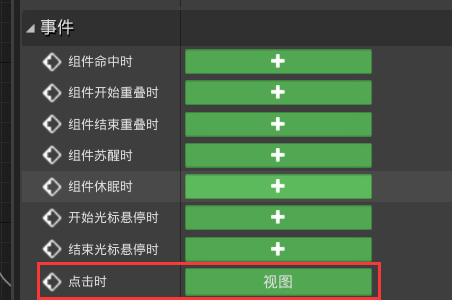 事件
组件命中时
组件开始重叠时
组件结束重叠时
组件苏醒时
组件休眠时
开始光标悬停时
结束光标悬停时
点击时 视图